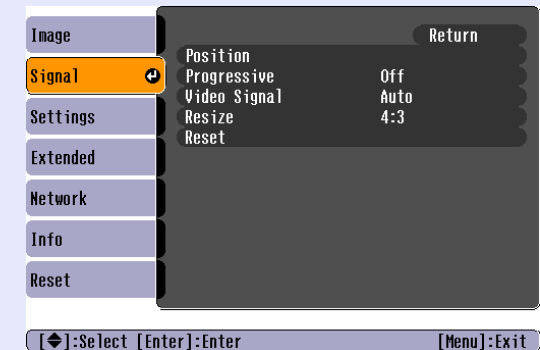 Image
Signal
Settings
Extended
Network
Info
Reset
Return
Position
Progressive Off
Video Signal Auto
Resize 4:3
Reset
[◆]:Select [Enter]:Enter [Menu]:Exit